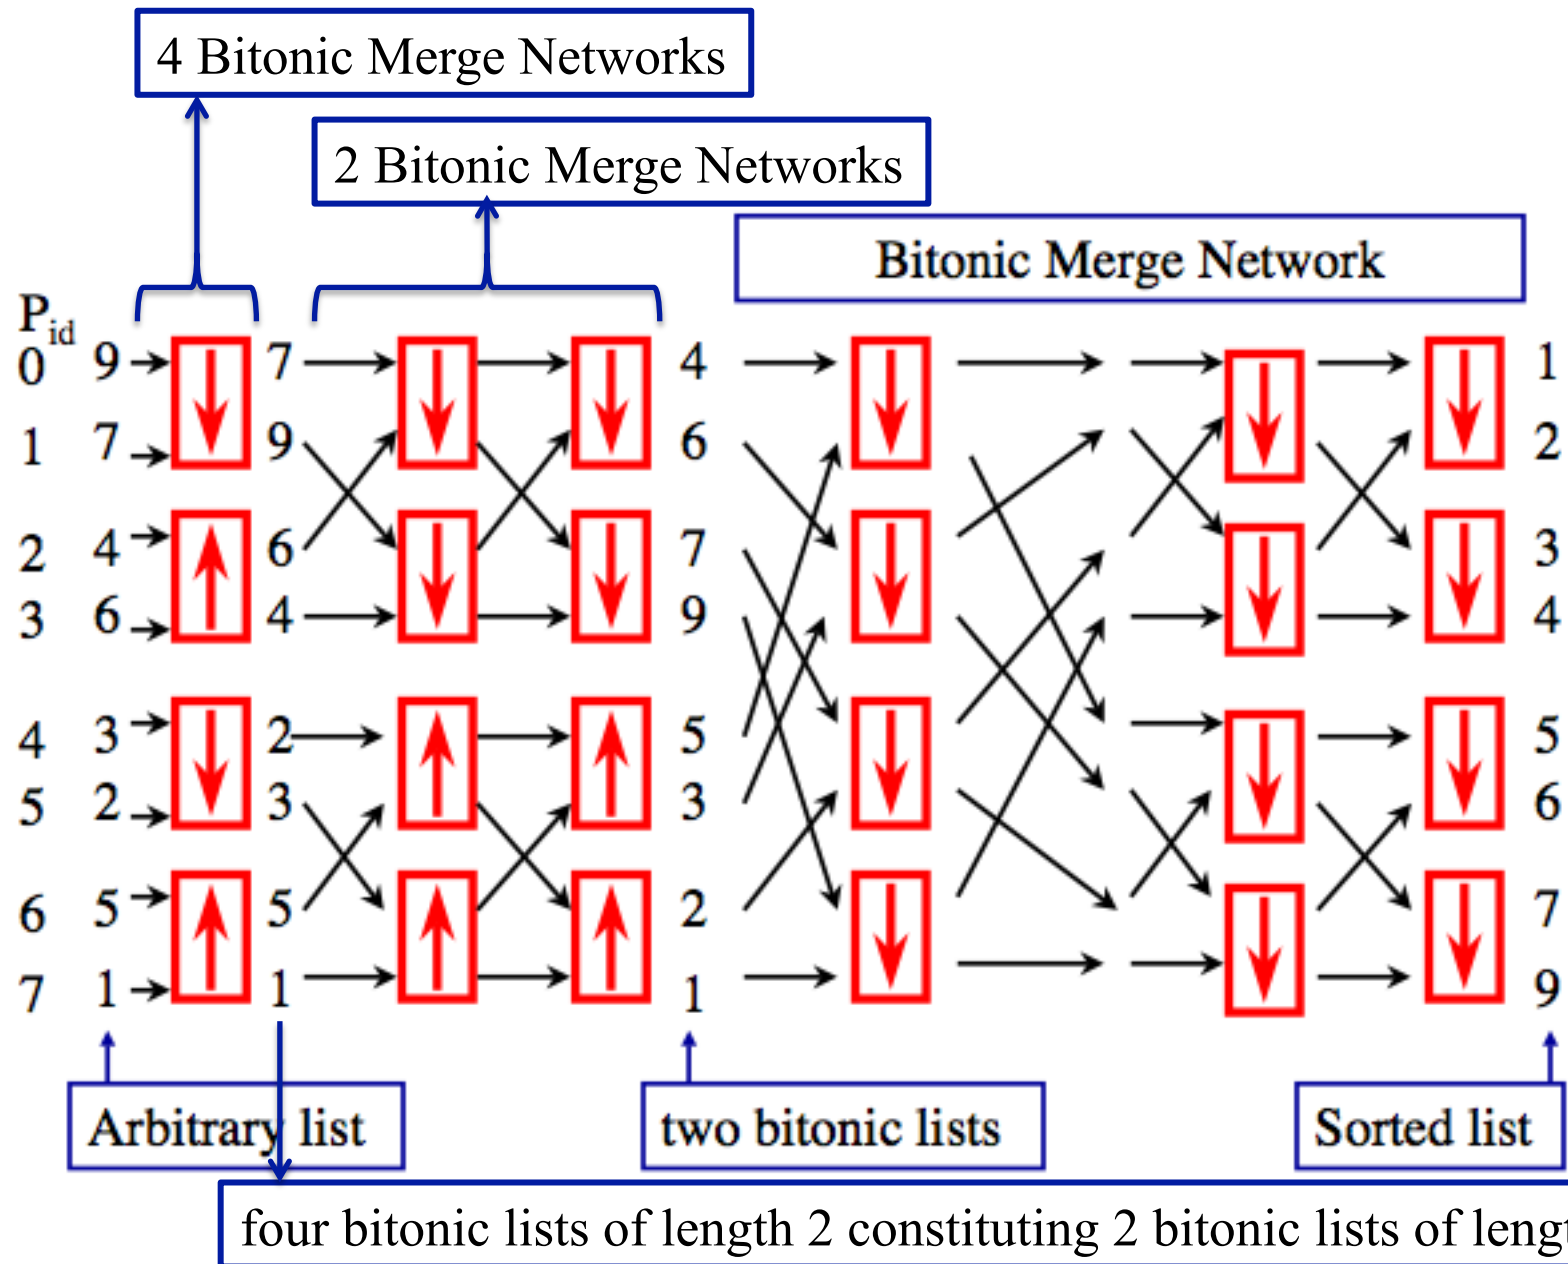 4 Bitonic Merge Networks
2 Bitonic Merge Networks
Bitonic Merge Network
Pid
0 9 7 4 1
1 7 9 6 2
2 4 6 7 3
3 6 4 9 4
4 3 2 5 5
5 2 3 3 6
6 5 5 2 7
7 1 1 1 9
Arbitrary list two bitonic lists Sorted list
four bitonic lists of length 2 constituting 2 bitonic lists of lengt